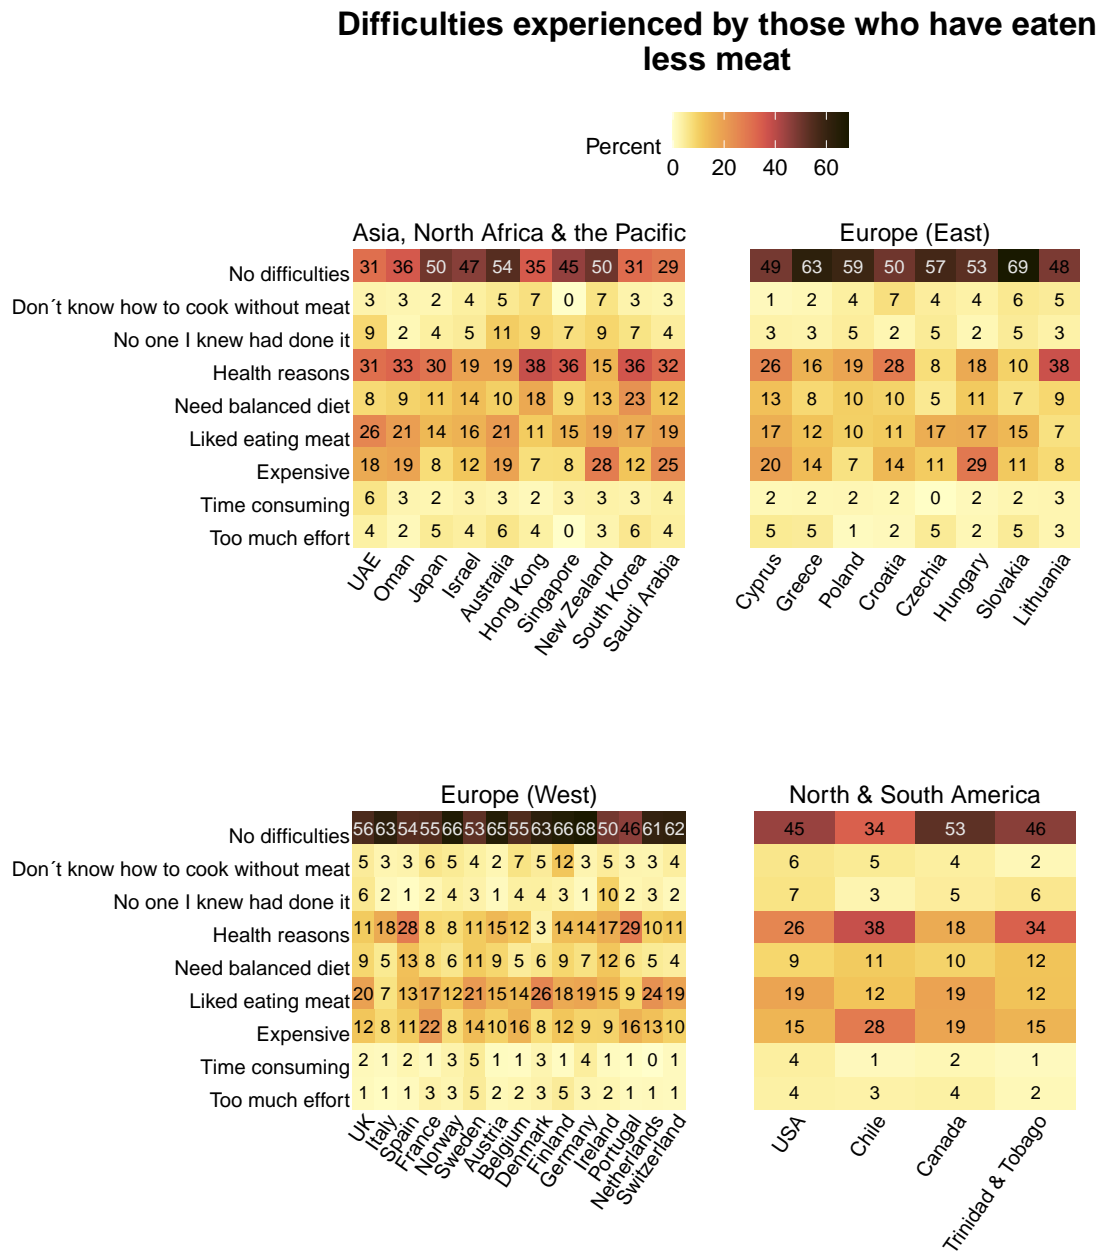 Difficulties experienced by those who have eaten
less meat
Percent
0 20 40 60
Asia, North Africa & the Pacific
No difficulties 31 36 50 47 54 35 45 50 31 29
Don´t know how to cook without meat 3 3 2 4 5 7 0 7 3 3
No one I knew had done it 9 2 4 5 11 9 7 9 7 4
Health reasons 31 33 30 19 19 38 36 15 36 32
Need balanced diet 8 9 11 14 10 18 9 13 23 12
Liked eating meat 26 21 14 16 21 11 15 19 17 19
Expensive 18 19 8 12 19 7 8 28 12 25
Time consuming 6 3 2 3 3 2 3 3 3 4
Too much effort 4 2 5 4 6 4 0 3 6 4
UAE Oman Japan Israel Australia Hong Kong Singapore New Zealand South Korea Saudi Arabia
Europe (East)
49 63 59 50 57 53 69 48
1 2 4 7 4 4 6 5
3 3 5 2 5 2 5 3
26 16 19 28 8 18 10 38
13 8 10 10 5 11 7 9
17 12 10 11 17 17 15 7
20 14 7 14 11 29 11 8
2 2 2 2 0 2 2 3
5 5 1 2 5 2 5 3
Cyprus Greece Poland Croatia Czechia Hungary Slovakia Lithuania
Europe (West)
No difficulties 56 63 54 55 66 53 65 55 63 66 68 50 46 61 62
Don´t know how to cook without meat 5 3 3 6 5 4 2 7 5 12 3 5 3 3 4
No one I knew had done it 6 2 1 2 4 3 1 4 4 3 1 10 2 3 2
Health reasons 11 18 28 8 8 11 15 12 3 14 14 17 29 10 11
Need balanced diet 9 5 13 8 6 11 9 5 6 9 7 12 6 5 4
Liked eating meat 20 7 13 17 12 21 15 14 26 18 19 15 9 24 19
Expensive 12 8 11 22 8 14 10 16 8 12 9 9 16 13 10
Time consuming 2 1 2 1 3 5 1 1 3 1 4 1 1 0 1
Too much effort 1 1 1 3 3 5 2 2 3 5 3 2 1 1 1
UK Italy Spain France Norway Sweden Austria Belgium Denmark Finland Germany Ireland Portugal Netherlands Switzerland
North & South America
45 34 53 46
6 5 4 2
7 3 5 6
26 38 18 34
9 11 10 12
19 12 19 12
15 28 19 15
4 1 2 1
4 3 4 2
USA Chile Canada Trinidad & Tobago